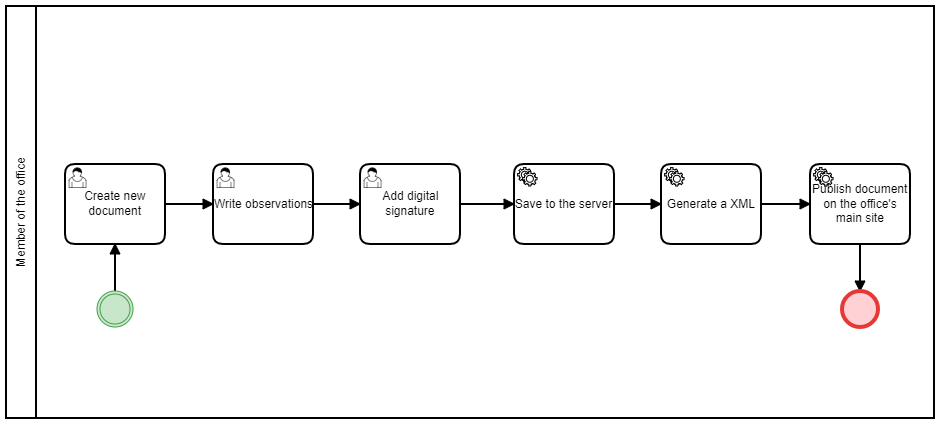 Member of the office
Create new
document
Write observations
Add digital
signature
Save to the server
Generate a XML
Publish document
on the office's
main site